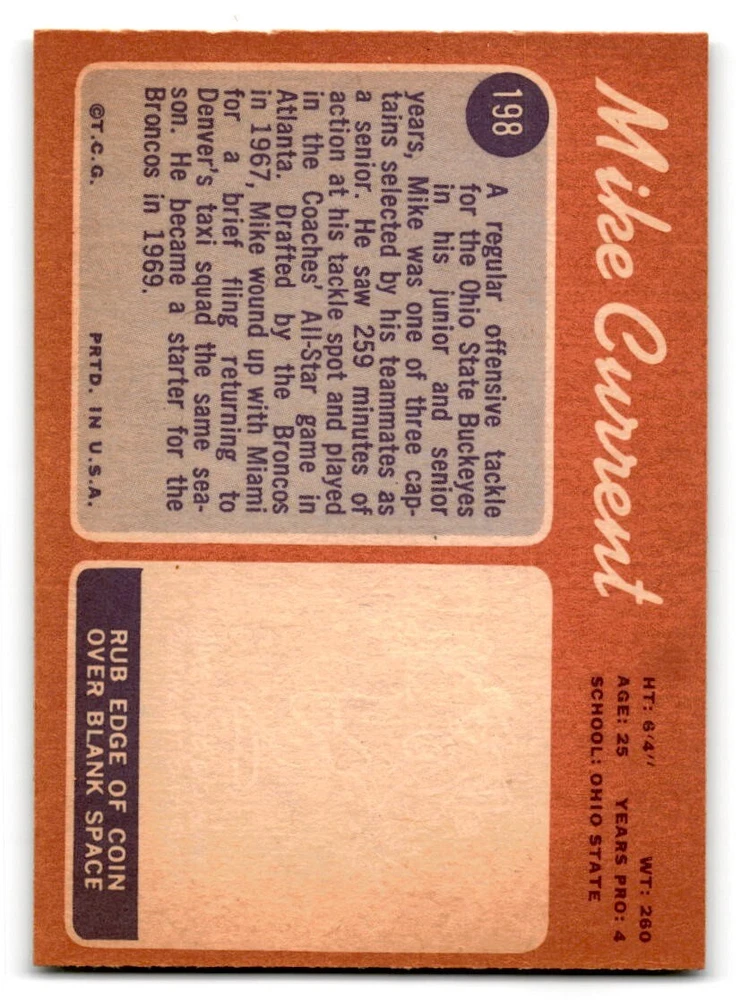 Mike Current
HT: 6'4"
WT: 260
AGE: 25
YEARS PRO: 4
SCHOOL: OHIO STATE
198
A regular offensive tackle
for the Ohio State Buckeyes
in his junior and senior
years, Mike was one of three cap-
tains selected by his teammates as
a senior. He saw 259 minutes of
action at his tackle spot and played
in the Coaches' All-Star game in
Atlanta. Drafted by the Broncos
in 1967, Mike wound up with Miami
for a brief fling returning to
Denver's taxi squad the same sea-
son. He became a starter for the
Broncos in 1969.
©T.C.G.
PRTD. IN U.S.A.
RUB EDGE OF COIN
OVER BLANK SPACE